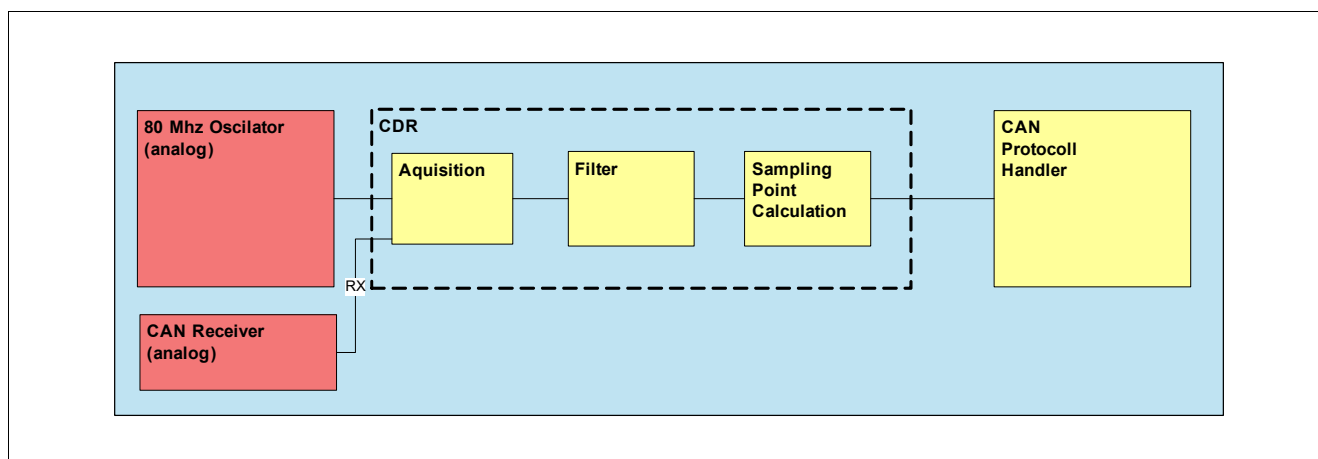 80 Mhz Oscilator
(analog)
CDR
Aquisition
Filter
Sampling
Point
Calculation
CAN
Protocoll
Handler
RX
CAN Receiver
(analog)